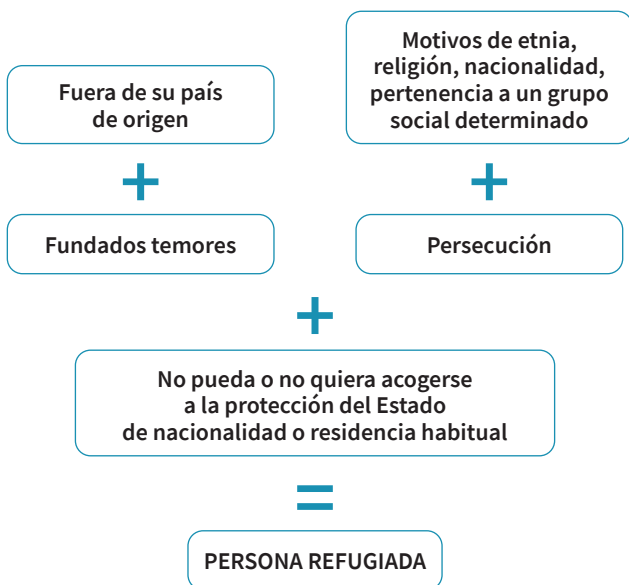 Fuera de su país
de origen
Motivos de etnia,
religión, nacionalidad,
pertenencia a un grupo
social determinado
+
+
Fundados temores
Persecución
+
No pueda o no quiera acogerse
a la protección del Estado
de nacionalidad o residencia habitual
=
PERSONA REFUGIADA